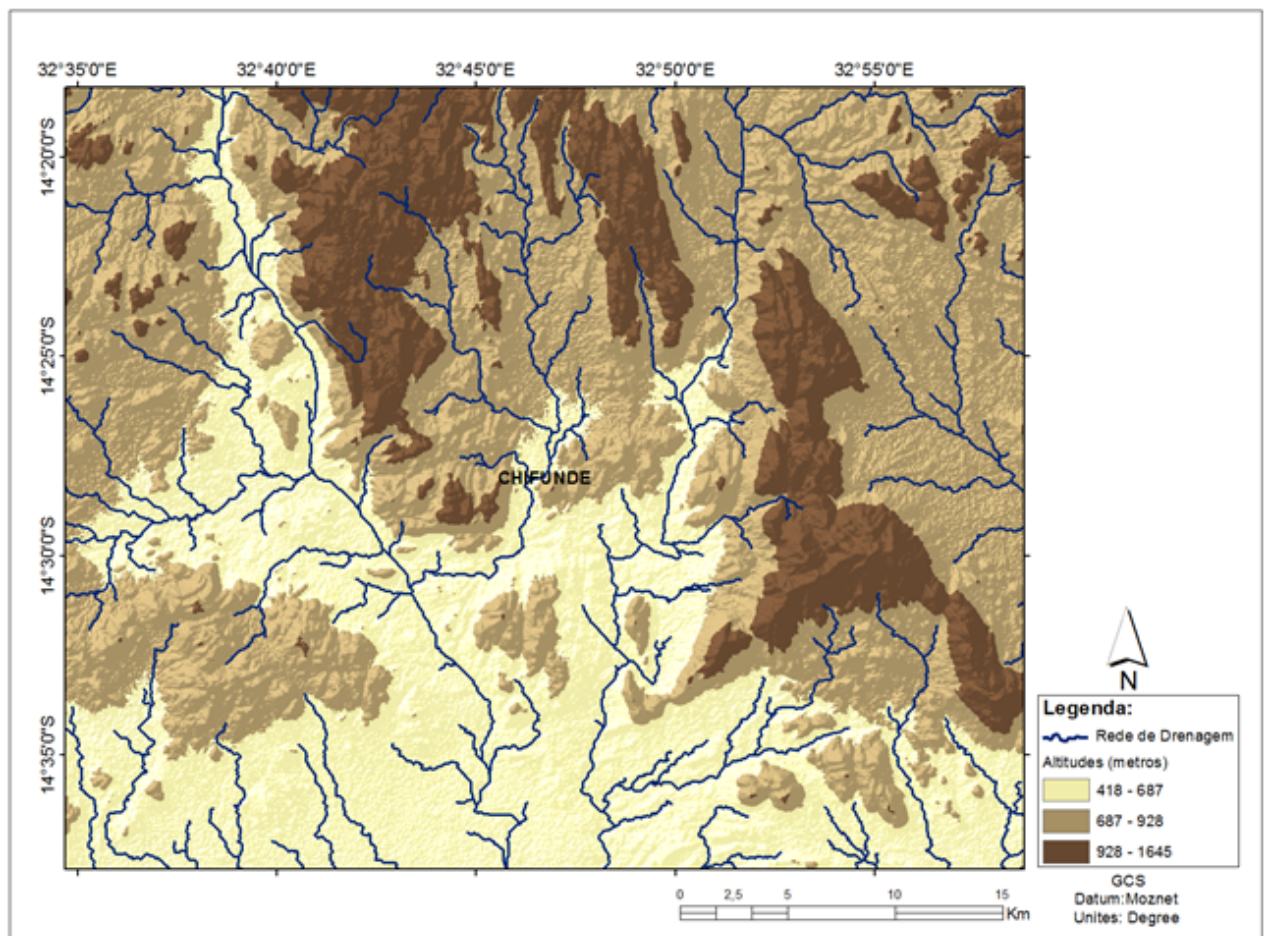 32°35'0"E 32°40'0"E 32°45'0"E 32°50'0"E 32°55'0"E
14°20'0"S
14°25'0"S
CHIFUNDE
14°30'0"S
14°35'0"S
N
Legenda:
Rede de Drenagem
Altitudes (metros)
418 - 687
687 - 928
928 - 1645
0 2,5 5 10 15
Km
GCS
Datum:Moznet
Unites: Degree